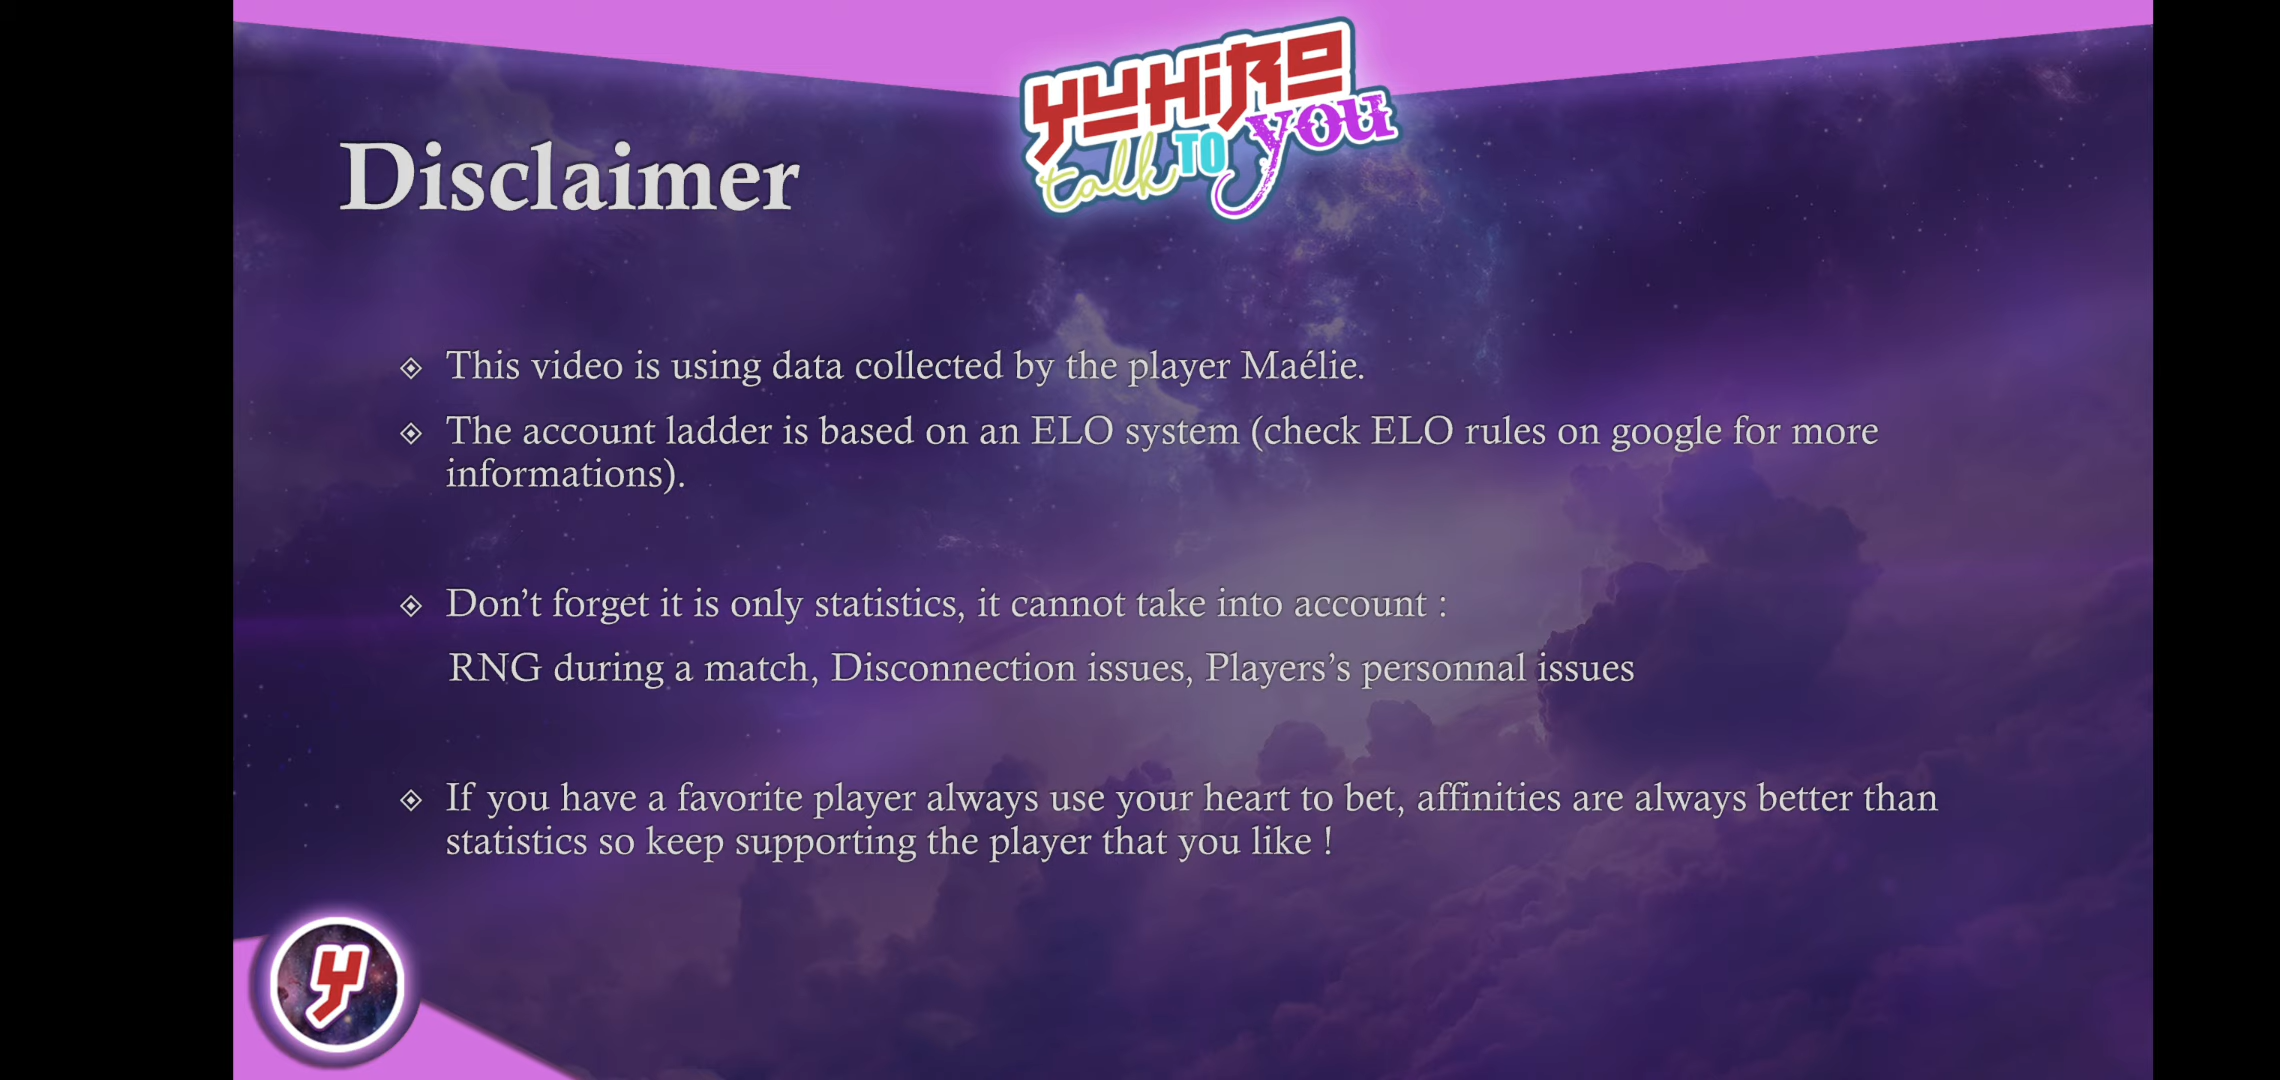 YUHIRO
talk TO you
Disclaimer
This video is using data collected by the player Maélie.
The account ladder is based on an ELO system (check ELO rules on google for more
informations).
Don't forget it is only statistics, it cannot take into account :
RNG during a match, Disconnection issues, Players's personnal issues
If you have a favorite player always use your heart to bet, affinities are always better than
statistics so keep supporting the player that you like !
y